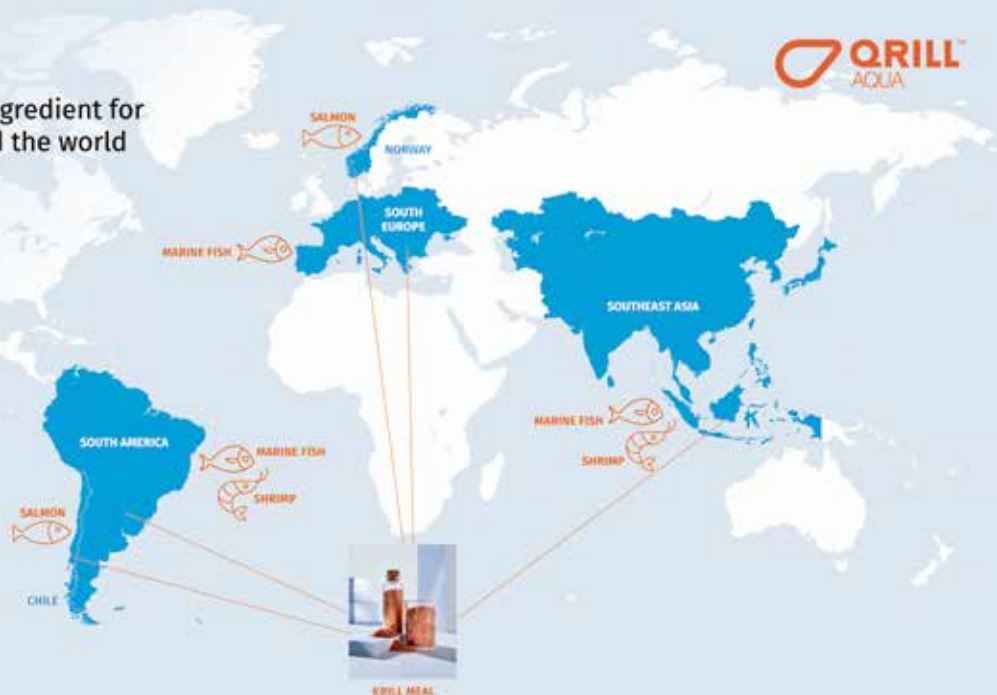 gredient for
d the world
QRILL™
AQUA
SALMON
NORWAY
SOUTH
EUROPE
MARINE FISH
SOUTHEAST ASIA
MARINE FISH
SHRIMP
SOUTH AMERICA
MARINE FISH
SHRIMP
SALMON
CHILE
KRILL MEAL